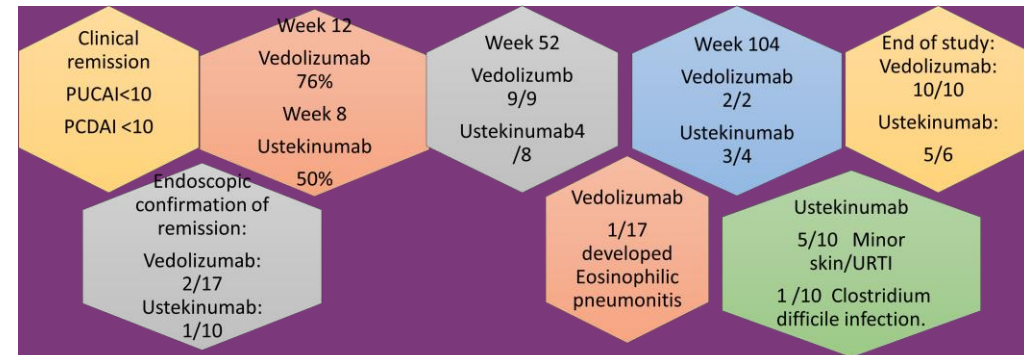 Clinical
remission
PUCAI<10
PCDAI <10
Week 12
Vedolizumab
76%
Week 8
Ustekinumab
50%
Week 52
Vedolizumb
9/9
Ustekinumab4
/8
Week 104
Vedolizumab
2/2
Ustekinumab
3/4
End of study:
Vedolizumab:
10/10
Ustekinumab:
5/6
Endoscopic
confirmation of
remission:
Vedolizumab:
2/17
Ustekinumab:
1/10
Vedolizumab
1/17
developed
Eosinophilic
pneumonitis
Ustekinumab
5/10 Minor
skin/URTI
1 /10 Clostridium
difficile infection.